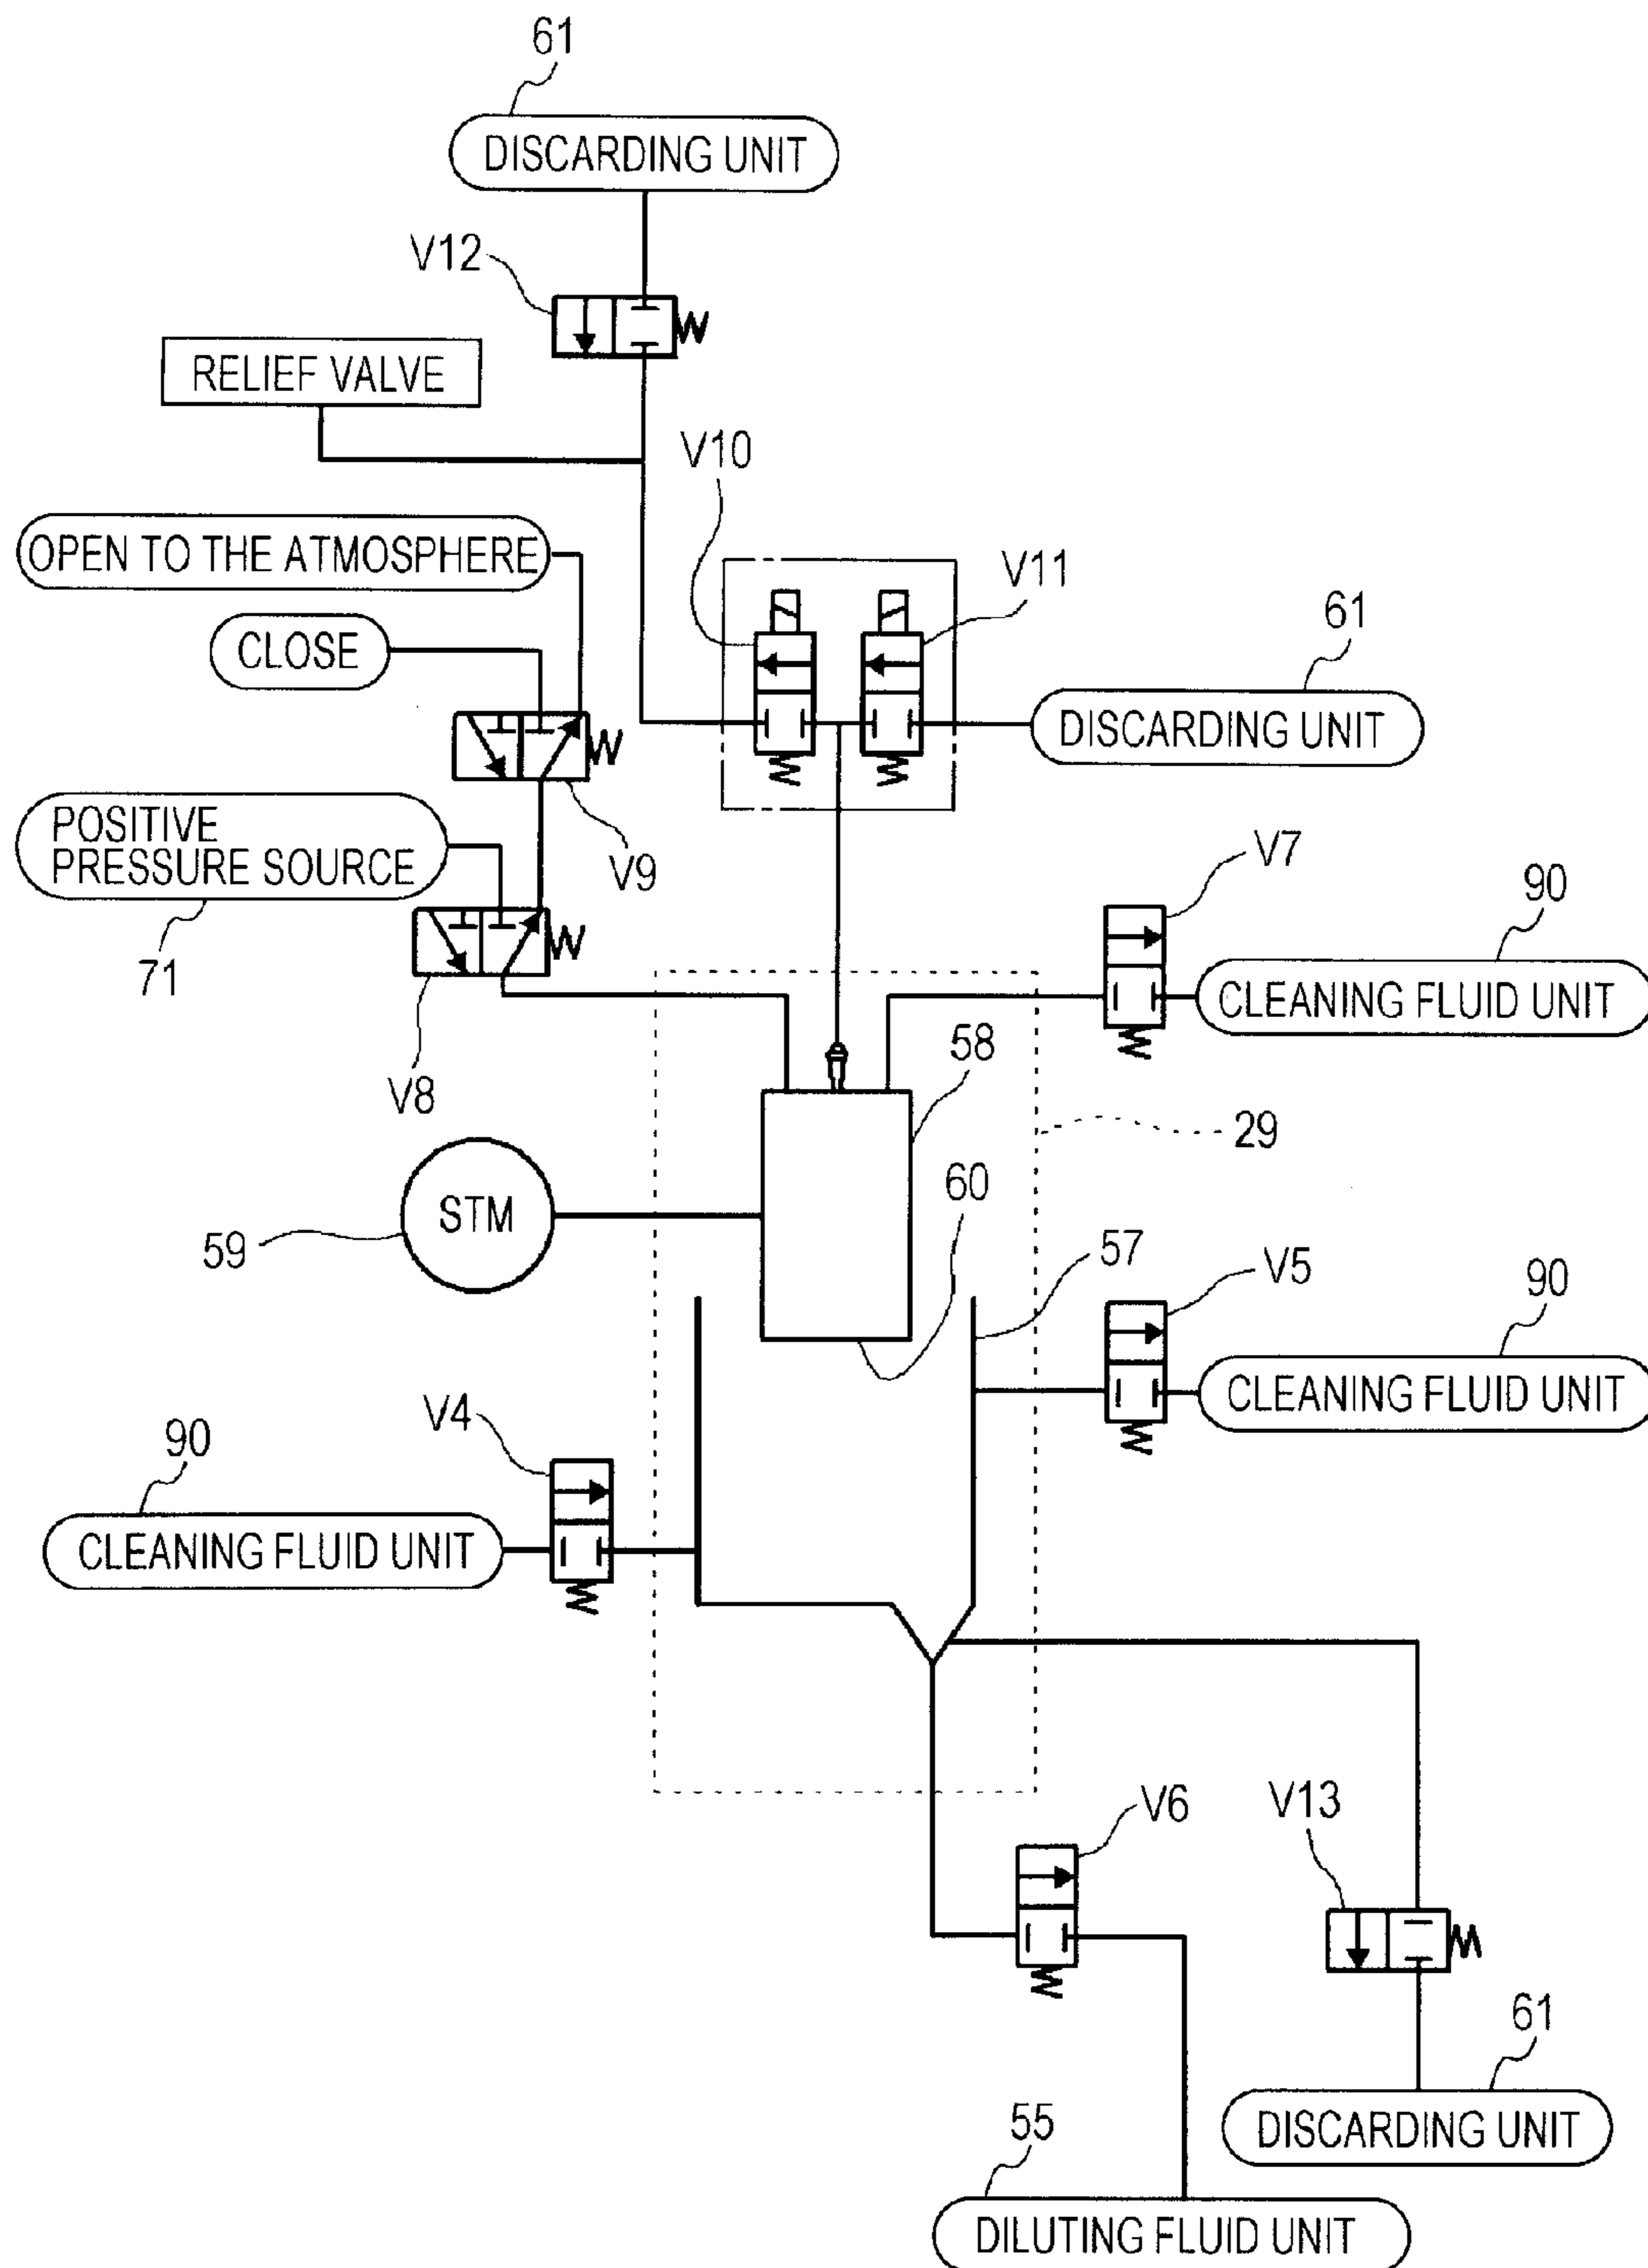 61
DISCARDING UNIT
V12
RELIEF VALVE
V10
OPEN TO THE ATMOSPHERE
V11
CLOSE
61
DISCARDING UNIT
POSITIVE
PRESSURE SOURCE
V9
V7
71
90
CLEANING FLUID UNIT
V8
58
29
60
STM
59
57
V5
90
CLEANING FLUID UNIT
V4
90
CLEANING FLUID UNIT
V6
V13
61
DISCARDING UNIT
55
DILUTING FLUID UNIT